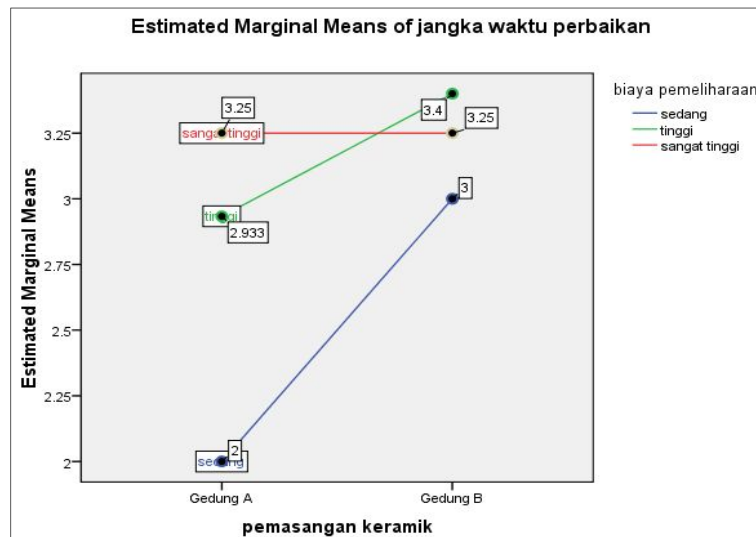 Estimated Marginal Means of jangka waktu perbaikan
biaya pemeliharaan
sedang
tinggi
sangat tinggi
Estimated Marginal Means
3.25
3
2.75
2.5
2.25
2
3.25
sangat tinggi
3.4
3.25
tinggi
2.933
3
2
sedang
Gedung A
Gedung B
pemasangan keramik